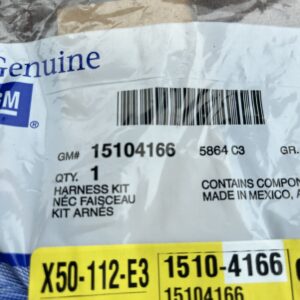 Genuine
GM
GM# 15104166 5864 C3 GR.
QTY. 1
HARNESS KIT
NÉC FAISCEAU
KIT ARNÉS
CONTAINS COMPON
MADE IN MEXICO, A
X50-112-E3
1510-4166
15104166